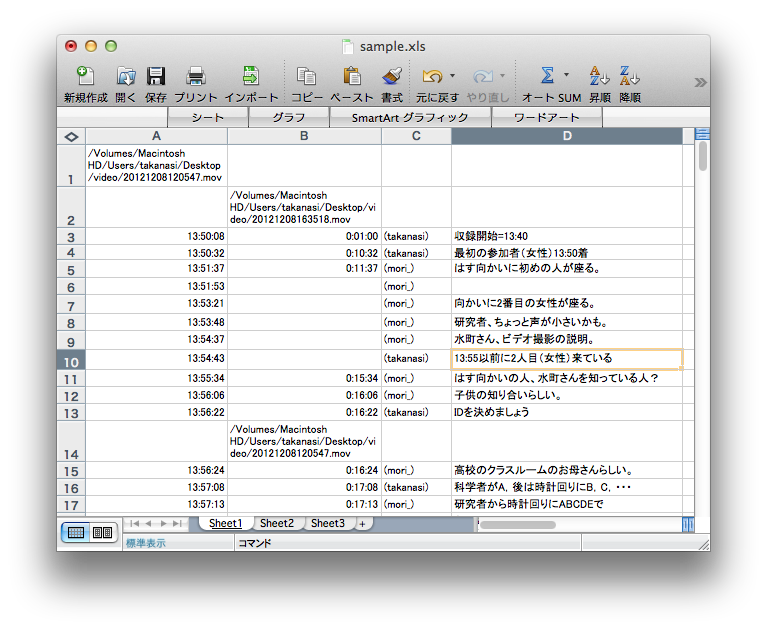 sample.xls
新規作成 開く 保存 プリント インポート コピー ペースト 書式 元に戻す やり直し オート SUM 昇順 降順
シート グラフ SmartArt グラフィック ワードアート
A B C D
/Volumes/Macintosh
HD/Users/takanasi/Desktop
/video/20121208120547.mov
1
/Volumes/Macintosh
HD/Users/takanasi/Desktop/vi
deo/20121208163518.mov
2
3 13:50:08 0:01:00 (takanasi) 収録開始=13:40
4 13:50:32 0:10:32 (takanasi) 最初の参加者(女性)13:50着
5 13:51:37 0:11:37 (mori_) はす向かいに初めの人が座る。
6 13:51:53 (mori_)
7 13:53:21 (mori_) 向かいに2番目の女性が座る。
8 13:53:48 (mori_) 研究者、ちょっと声が小さいかも。
9 13:54:37 (mori_) 水町さん、ビデオ撮影の説明。
10 13:54:43 (takanasi) 13:55以前に2人目(女性)来ている
11 13:55:34 0:15:34 (mori_) はす向かいの人、水町さんを知っている人?
12 13:56:06 0:16:06 (mori_) 子供の知り合いらしい。
13 13:56:22 0:16:22 (takanasi) IDを決めましょう
/Volumes/Macintosh
HD/Users/takanasi/Desktop/vi
deo/20121208120547.mov
14
15 13:56:24 0:16:24 (mori_) 高校のクラスルームのお母さんらしい。
16 13:57:08 0:17:08 (takanasi) 科学者がA, 後は時計回りにB, C, ・・・
17 13:57:13 0:17:13 (mori_) 研究者から時計回りにABCDEで
Sheet1 Sheet2 Sheet3 +
標準表示 コマンド